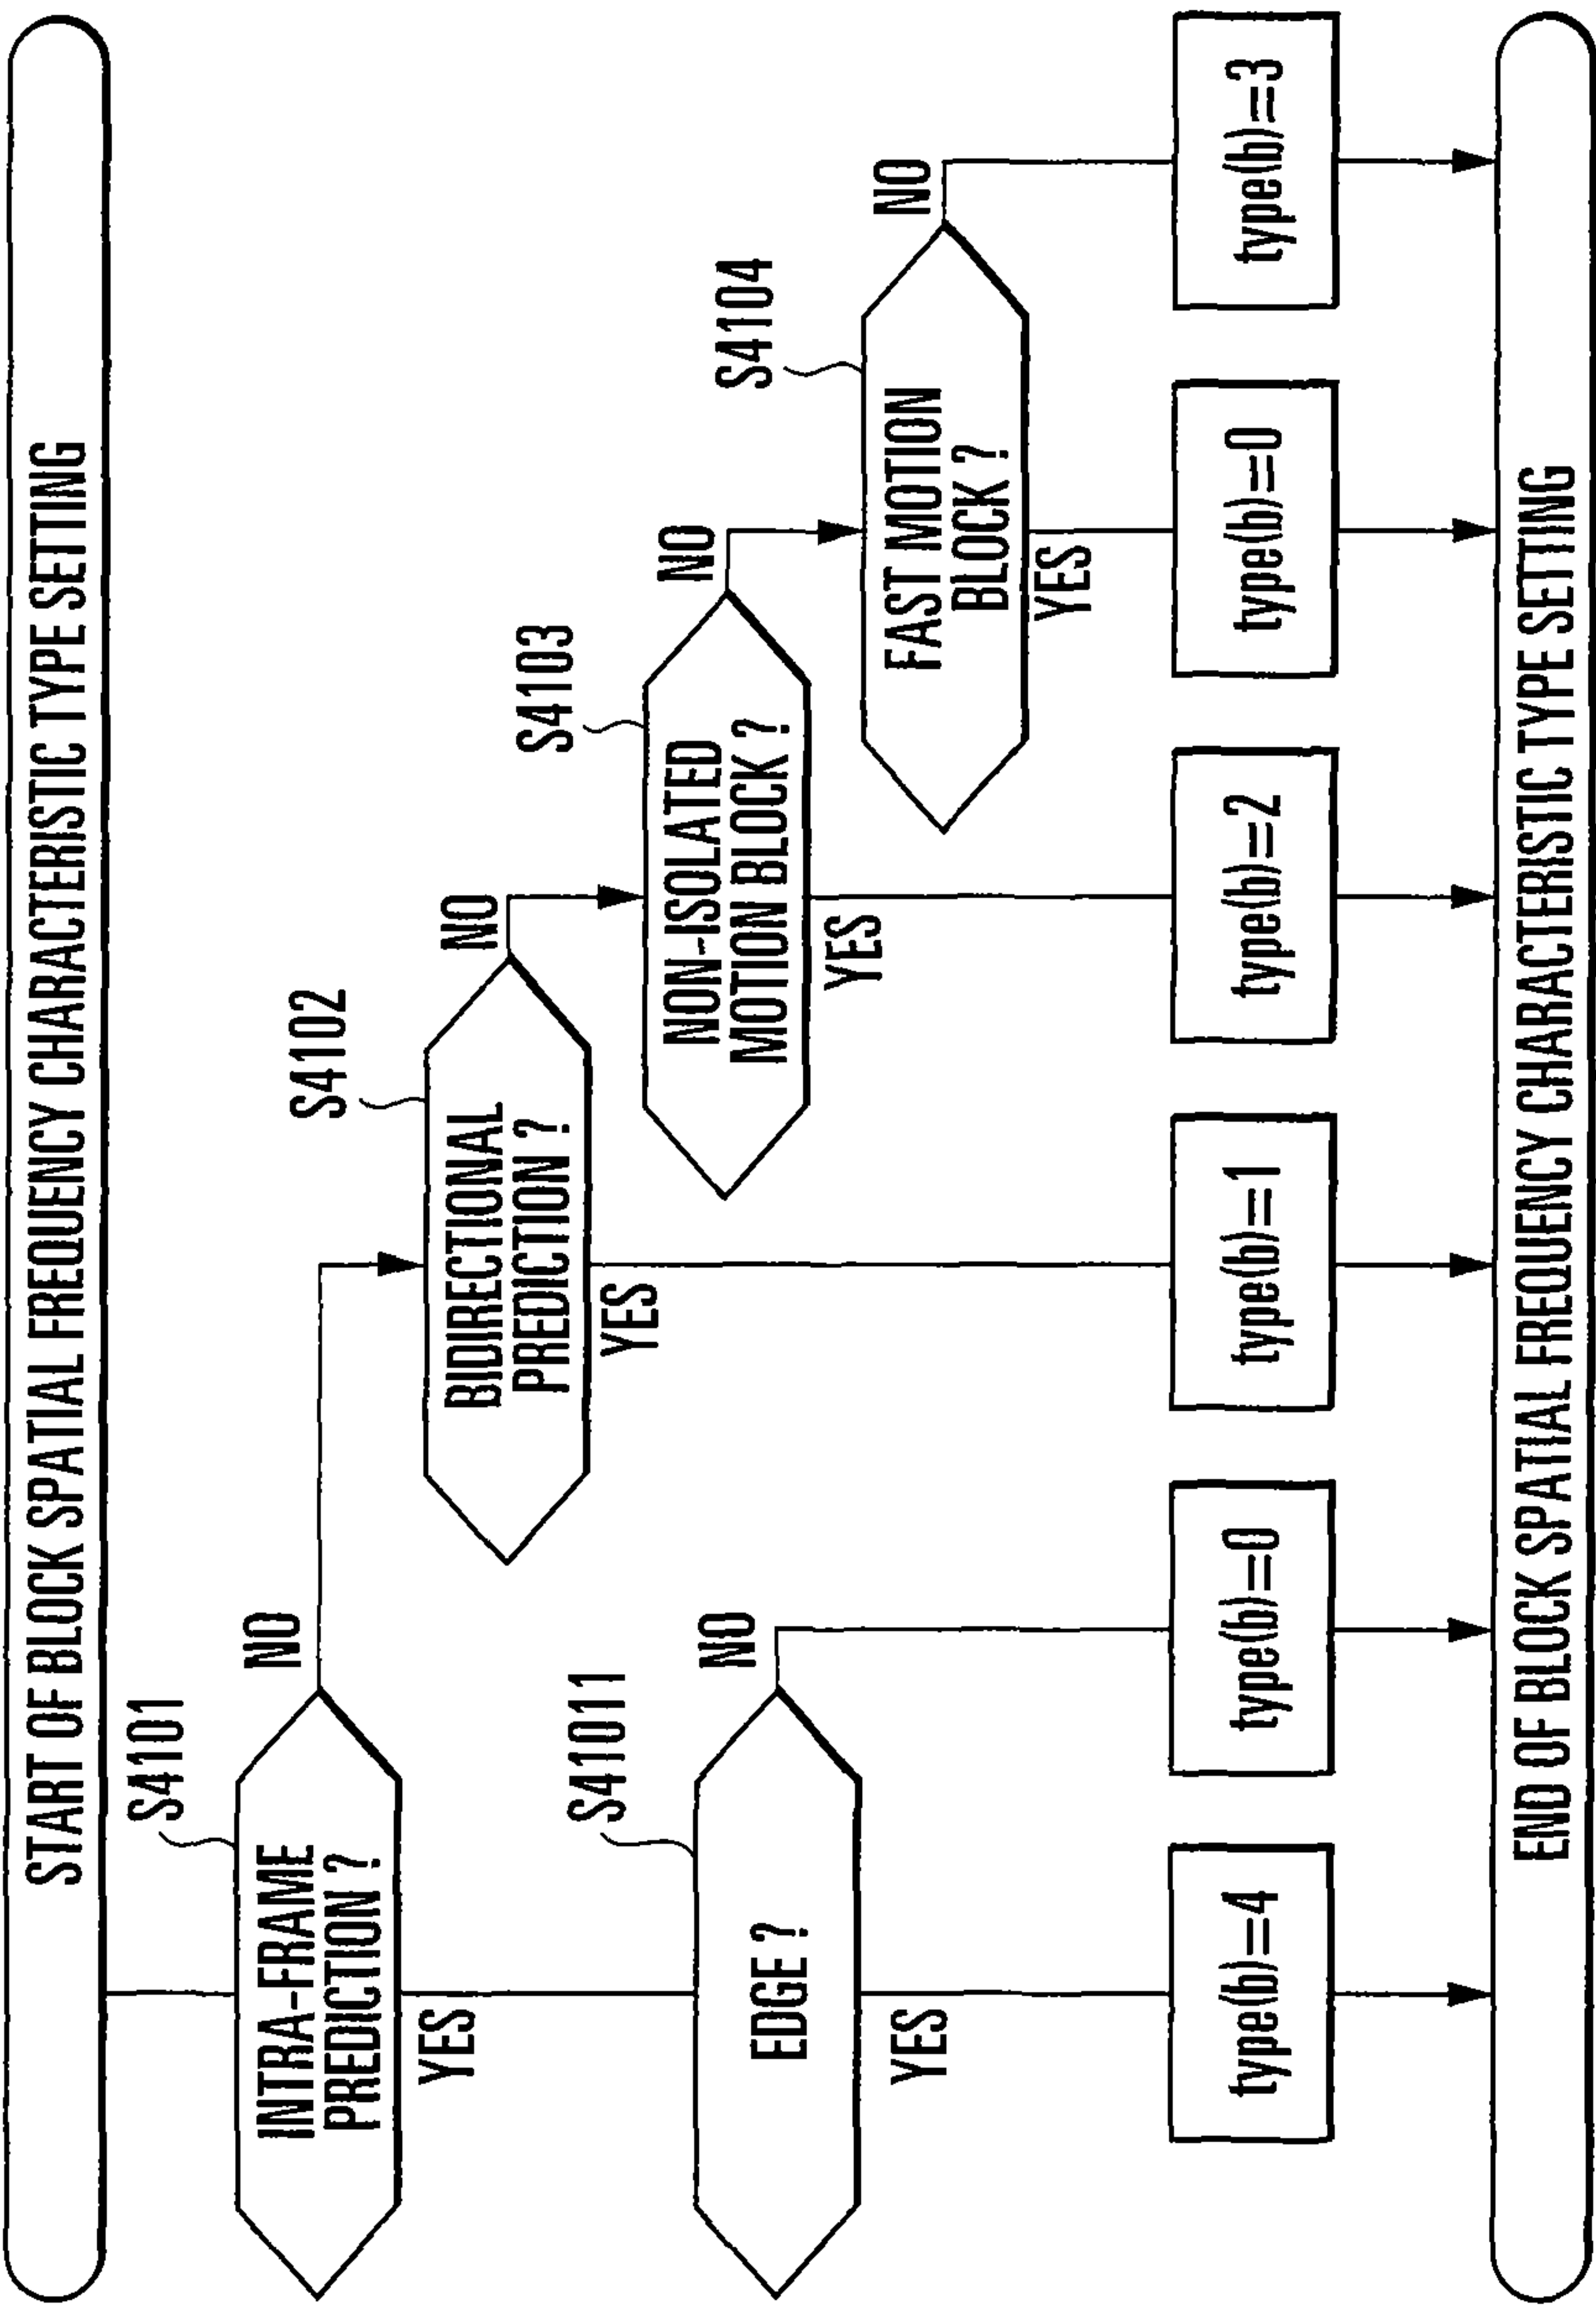 START OF BLOCK SPATIAL FREQUENCY CHARACTERISTIC TYPE SETTING
S4101
INTRA-FRAME
PREDICTION ?
NO
YES
S4102
BIDIRECTIONAL
PREDICTION ?
NO
YES
S4103
NON-ISOLATED
MOTION BLOCK ?
NO
YES
S4104
FAST MOTION
BLOCK ?
NO
YES
S41011
EDGE ?
NO
YES
type(b)=4
type(b)=0
type(b)=1
type(b)=2
type(b)=0
type(b)=3
END OF BLOCK SPATIAL FREQUENCY CHARACTERISTIC TYPE SETTING